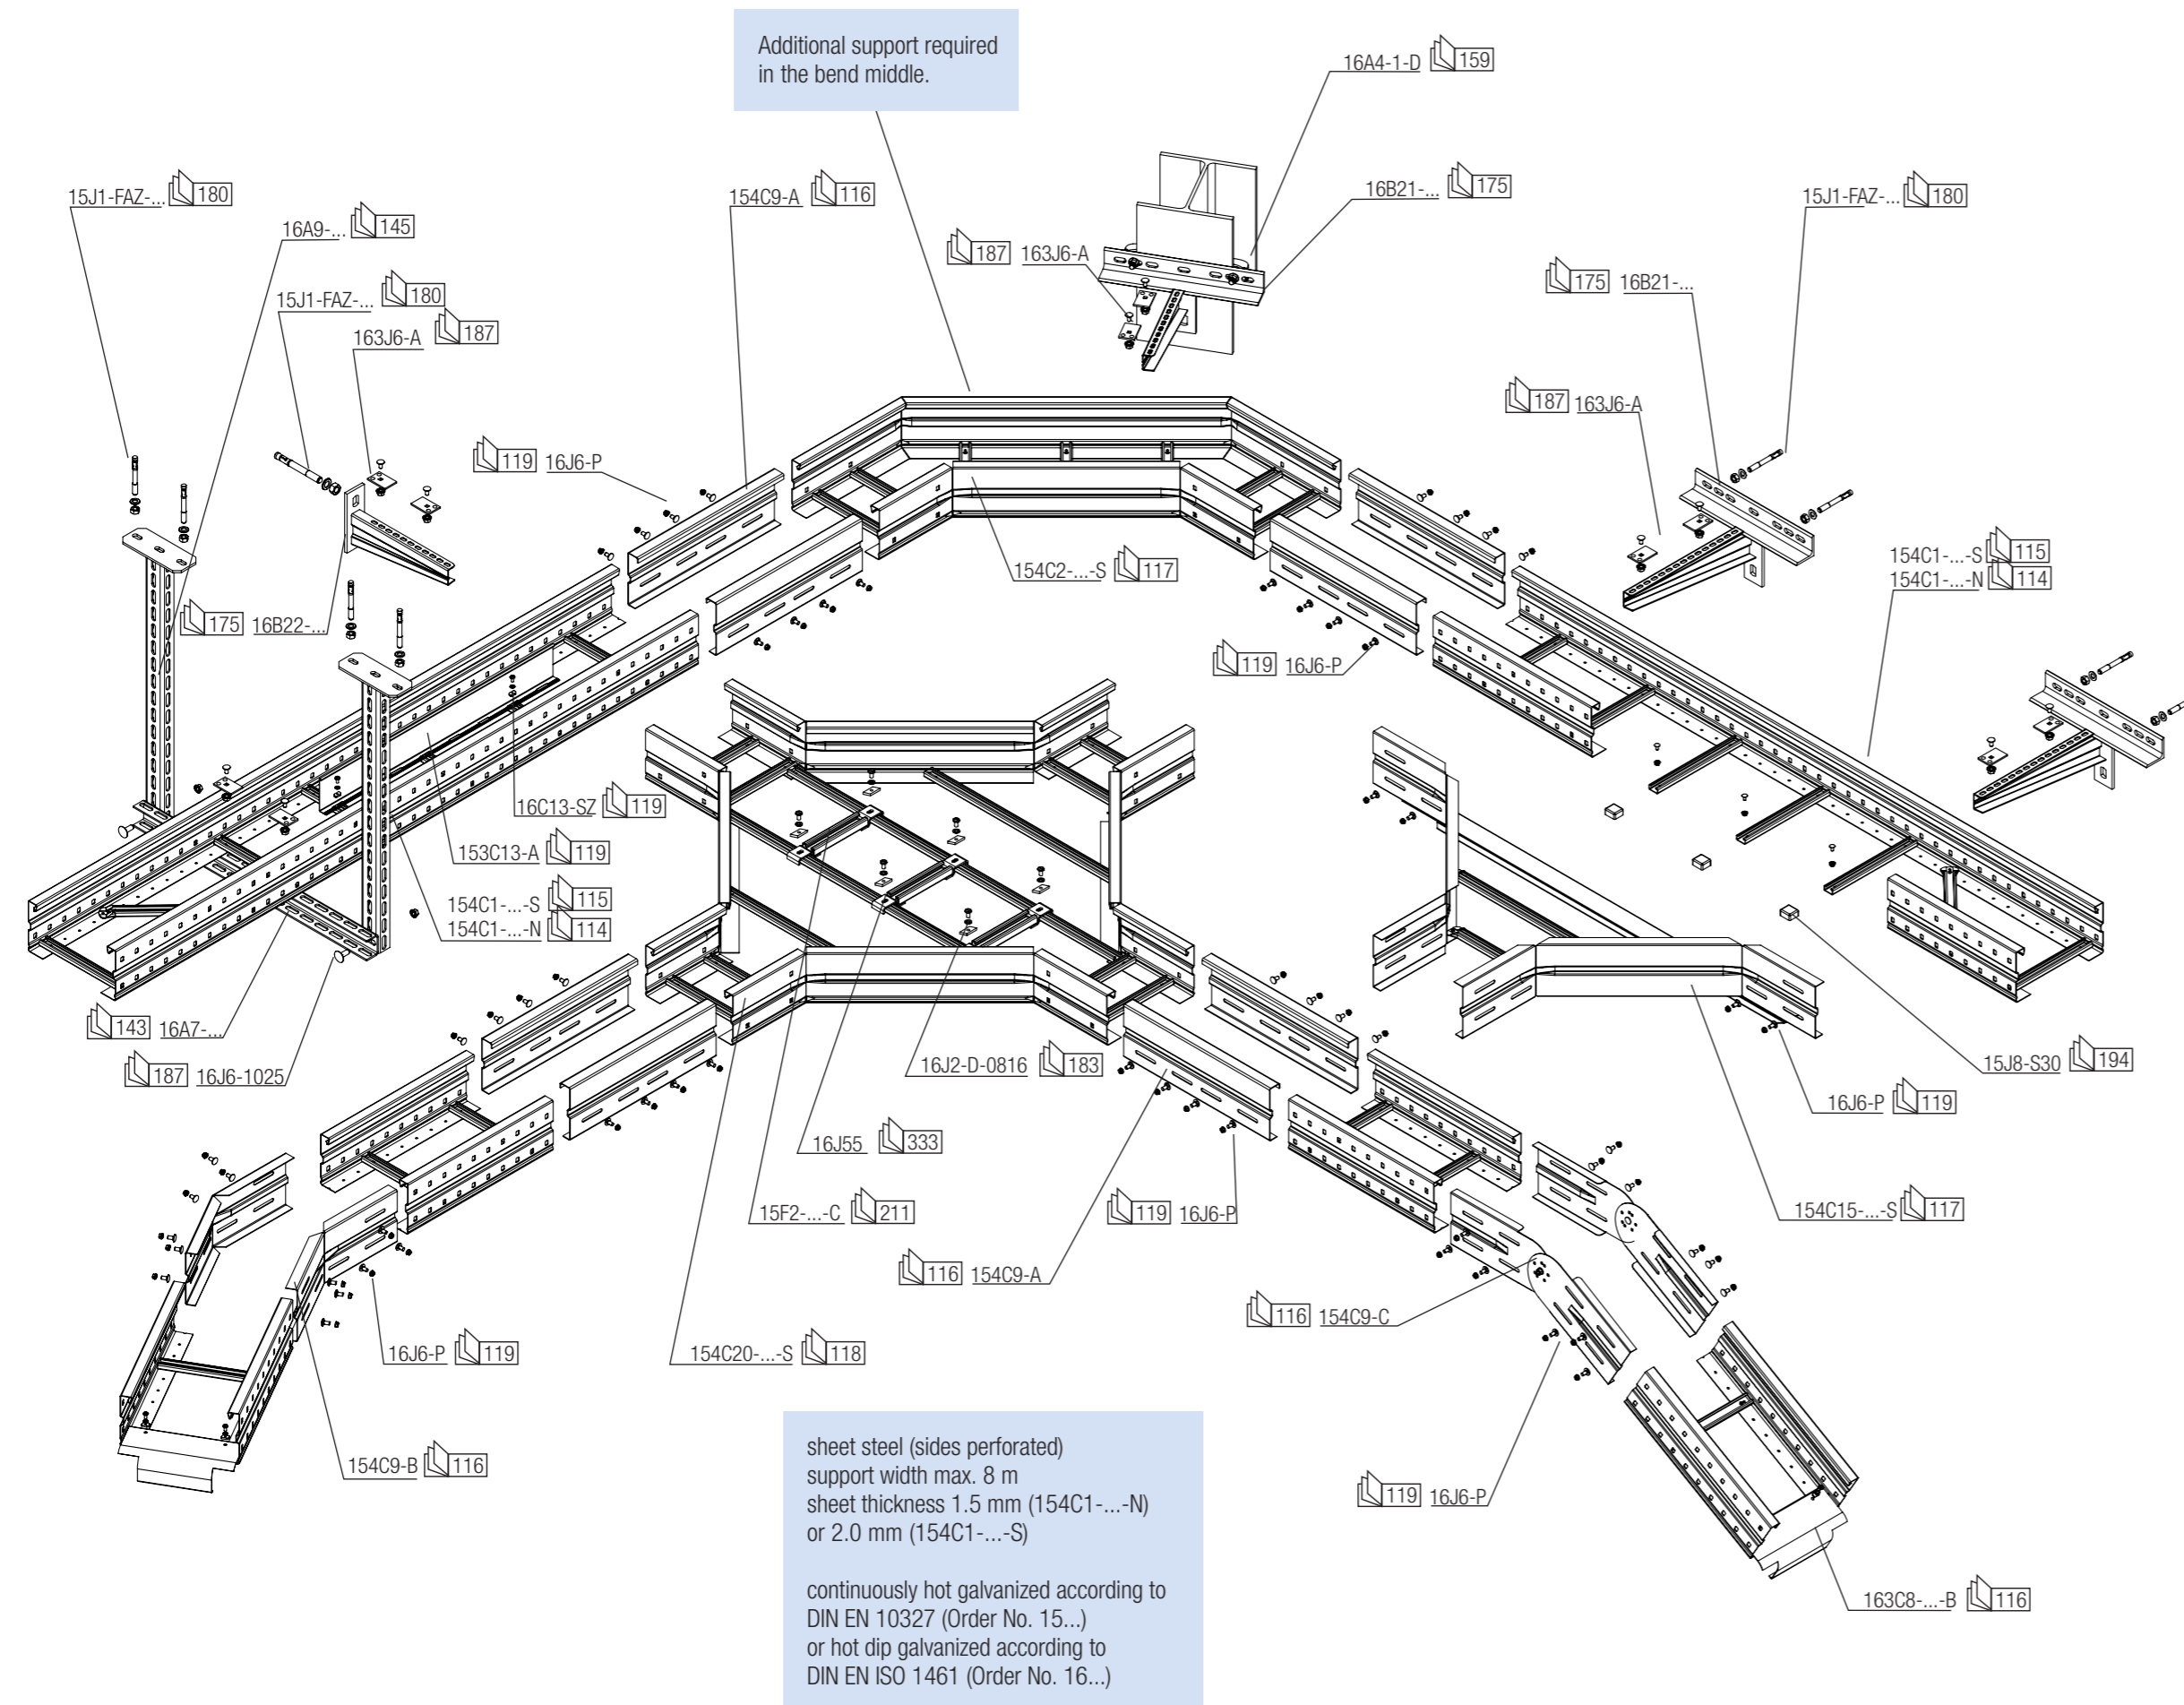 Additional support required
in the bend middle.
16A4-1-D 159
15J1-FAZ-... 180
154C9-A 116
16B21-... 175
15J1-FAZ-... 180
16A9-... 145
187 163J6-A
175 16B21-...
15J1-FAZ-... 180
163J6-A 187
187 163J6-A
119 16J6-P
154C2-...-S 117
154C1-...-S 115
154C1-...-N 114
175 16B22-...
119 16J6-P
16C13-SZ 119
153C13-A 119
154C1-...-S 115
154C1-...-N 114
143 16A7-...
187 16J6-1025
16J2-D-0816 183
15J8-S30 194
16J6-P 119
16J55 333
15F2-...-C 211
119 16J6-P
154C15-...-S 117
116 154C9-A
116 154C9-C
16J6-P 119
154C20-...-S 118
154C9-B 116
119 16J6-P
163C8-...-B 116
sheet steel (sides perforated)
support width max. 8 m
sheet thickness 1.5 mm (154C1-...-N)
or 2.0 mm (154C1-...-S)
continuously hot galvanized according to
DIN EN 10327 (Order No. 15...)
or hot dip galvanized according to
DIN EN ISO 1461 (Order No. 16...)